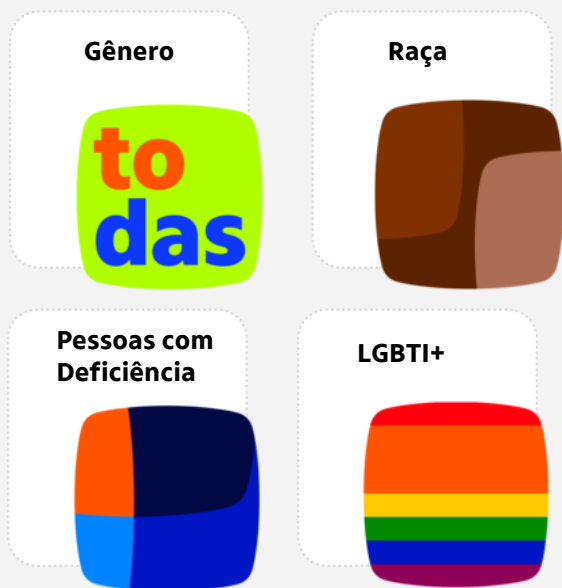 Gênero
to
das
Raça
Pessoas com
Deficiência
LGBTI+